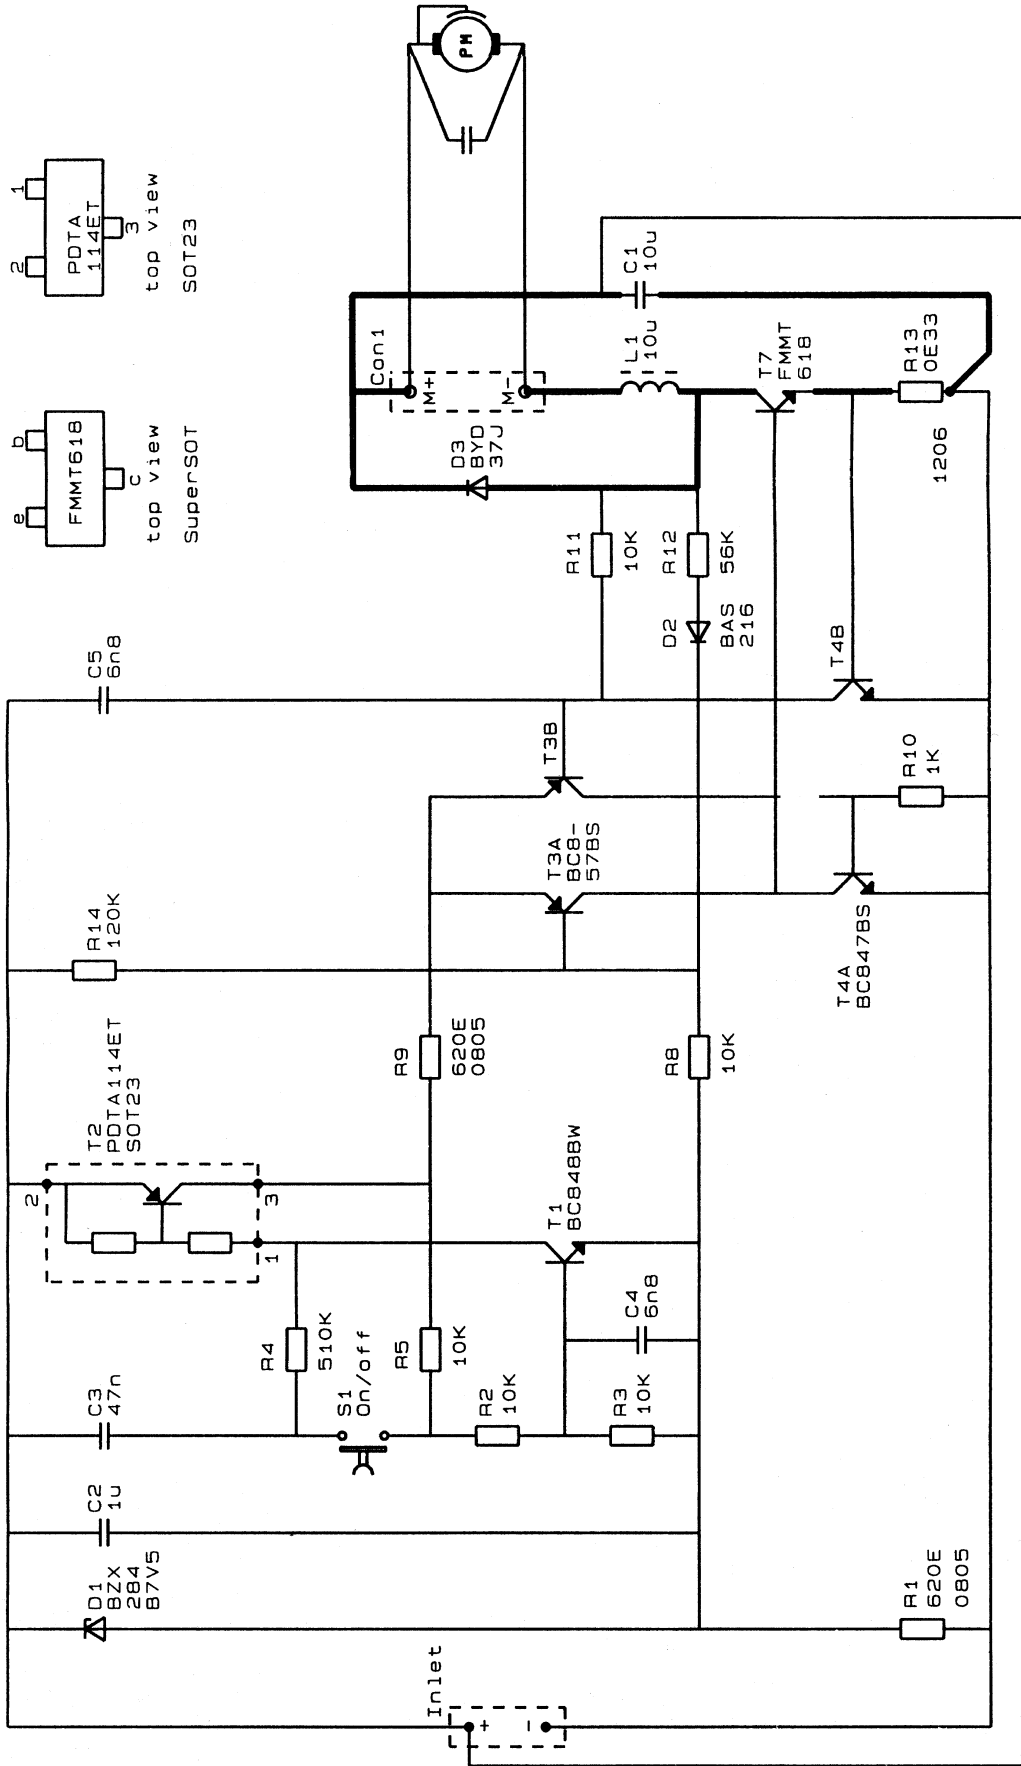 2
1
PDTA
114ET
3
top view
SOT23
e
b
FMMT618
c
top view
SuperSOT
PM
Con1
M+
M-
D3
BYD
37J
L1
10u
C1
10u
T7
FMMT
618
R13
0E33
1206
R11
10K
R12
56K
D2
BAS
216
C5
6n8
T3B
T4B
T3A
BC8-
57BS
R10
1K
T4A
BC847BS
R14
120K
R9
620E
0805
R8
10K
T2
PDTA114ET
SOT23
2
3
1
T1
BC848BW
C4
6n8
R4
510K
R5
10K
S1
On/off
R2
10K
R3
10K
C3
47n
C2
1u
D1
BZX
284
B7V5
R1
620E
0805
Inlet
+
-